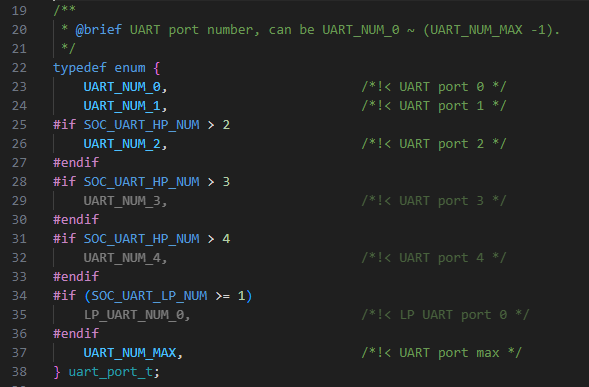 19 /**
20  * @brief UART port number, can be UART_NUM_0 ~ (UART_NUM_MAX -1).
21  */
22 typedef enum {
23     UART_NUM_0,                        /*!< UART port 0 */
24     UART_NUM_1,                        /*!< UART port 1 */
25 #if SOC_UART_HP_NUM > 2
26     UART_NUM_2,                        /*!< UART port 2 */
27 #endif
28 #if SOC_UART_HP_NUM > 3
29     UART_NUM_3,                        /*!< UART port 3 */
30 #endif
31 #if SOC_UART_HP_NUM > 4
32     UART_NUM_4,                        /*!< UART port 4 */
33 #endif
34 #if (SOC_UART_LP_NUM >= 1)
35     LP_UART_NUM_0,                     /*!< LP UART port 0 */
36 #endif
37     UART_NUM_MAX,                      /*!< UART port max */
38 } uart_port_t;